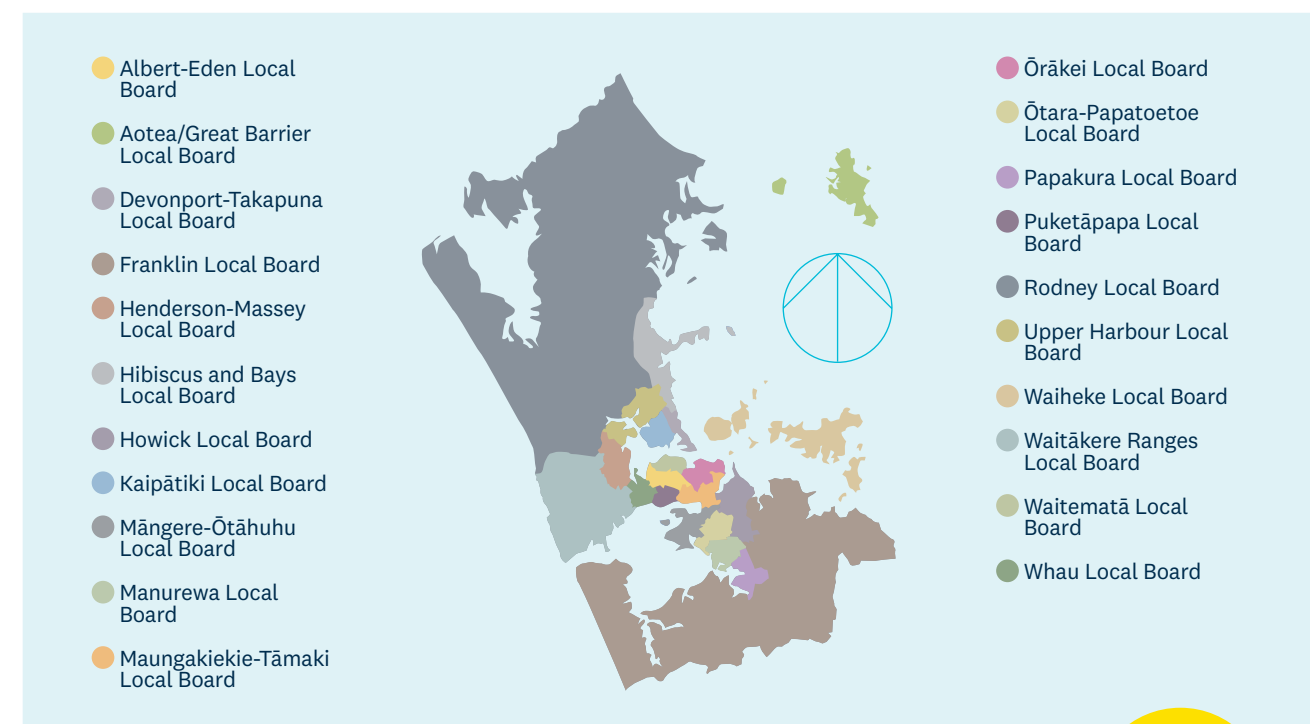 Albert-Eden Local
Board
Aotea/Great Barrier
Local Board
Devonport-Takapuna
Local Board
Franklin Local Board
Henderson-Massey
Local Board
Hibiscus and Bays
Local Board
Howick Local Board
Kaipātiki Local Board
Māngere-Ōtāhuhu
Local Board
Manurewa Local
Board
Maungakiekie-Tāmaki
Local Board
Ōrākei Local Board
Ōtara-Papatoetoe
Local Board
Papakura Local Board
Puketāpapa Local
Board
Rodney Local Board
Upper Harbour Local
Board
Waiheke Local Board
Waitākere Ranges
Local Board
Waitematā Local
Board
Whau Local Board